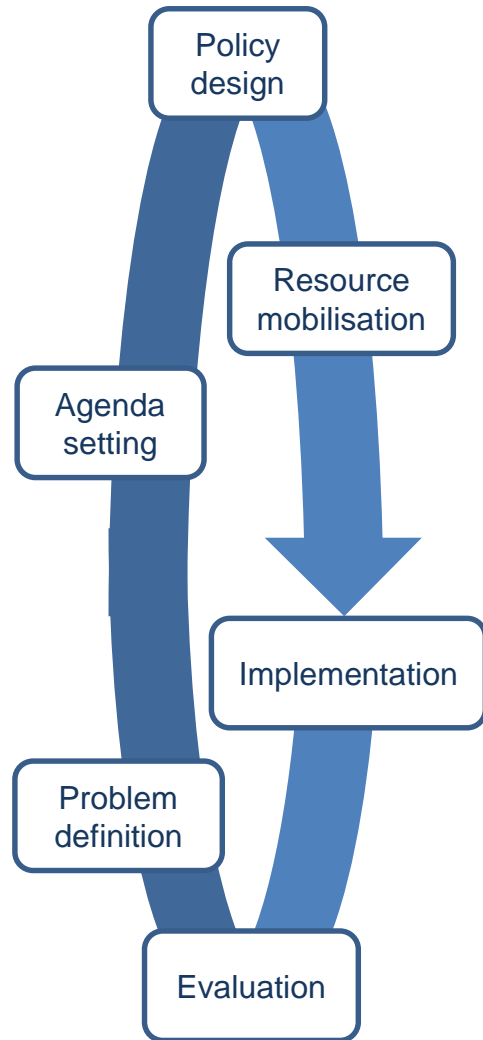 Policy
design
Resource
mobilisation
Agenda
setting
Implementation
Problem
definition
Evaluation